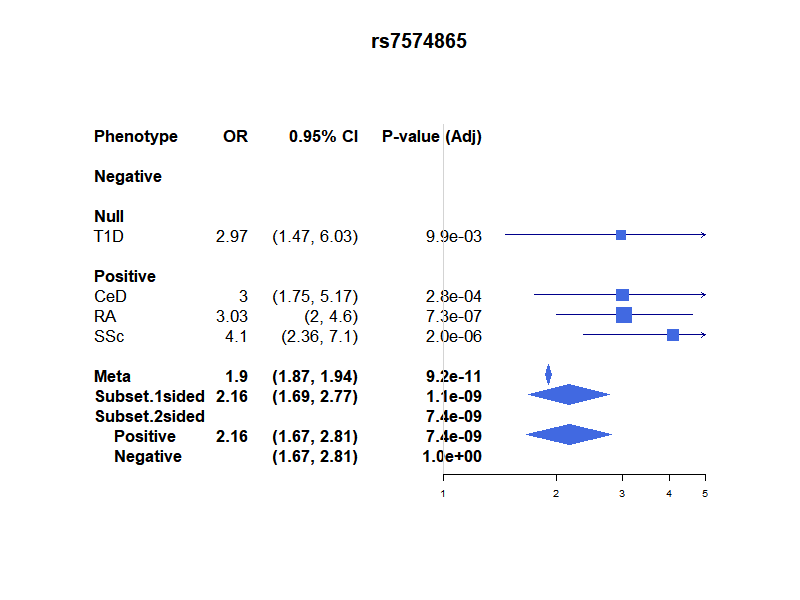 rs7574865
Phenotype OR 0.95% CI P-value (Adj)
Negative
Null
T1D 2.97 (1.47, 6.03) 9.9e-03
Positive
CeD 3 (1.75, 5.17) 2.8e-04
RA 3.03 (2, 4.6) 7.3e-07
SSc 4.1 (2.36, 7.1) 2.0e-06
Meta 1.9 (1.87, 1.94) 9.2e-11
Subset.1sided 2.16 (1.69, 2.77) 1.1e-09
Subset.2sided 7.4e-09
Positive 2.16 (1.67, 2.81) 7.4e-09
Negative (1.67, 2.81) 1.0e+00
1 2 3 4 5